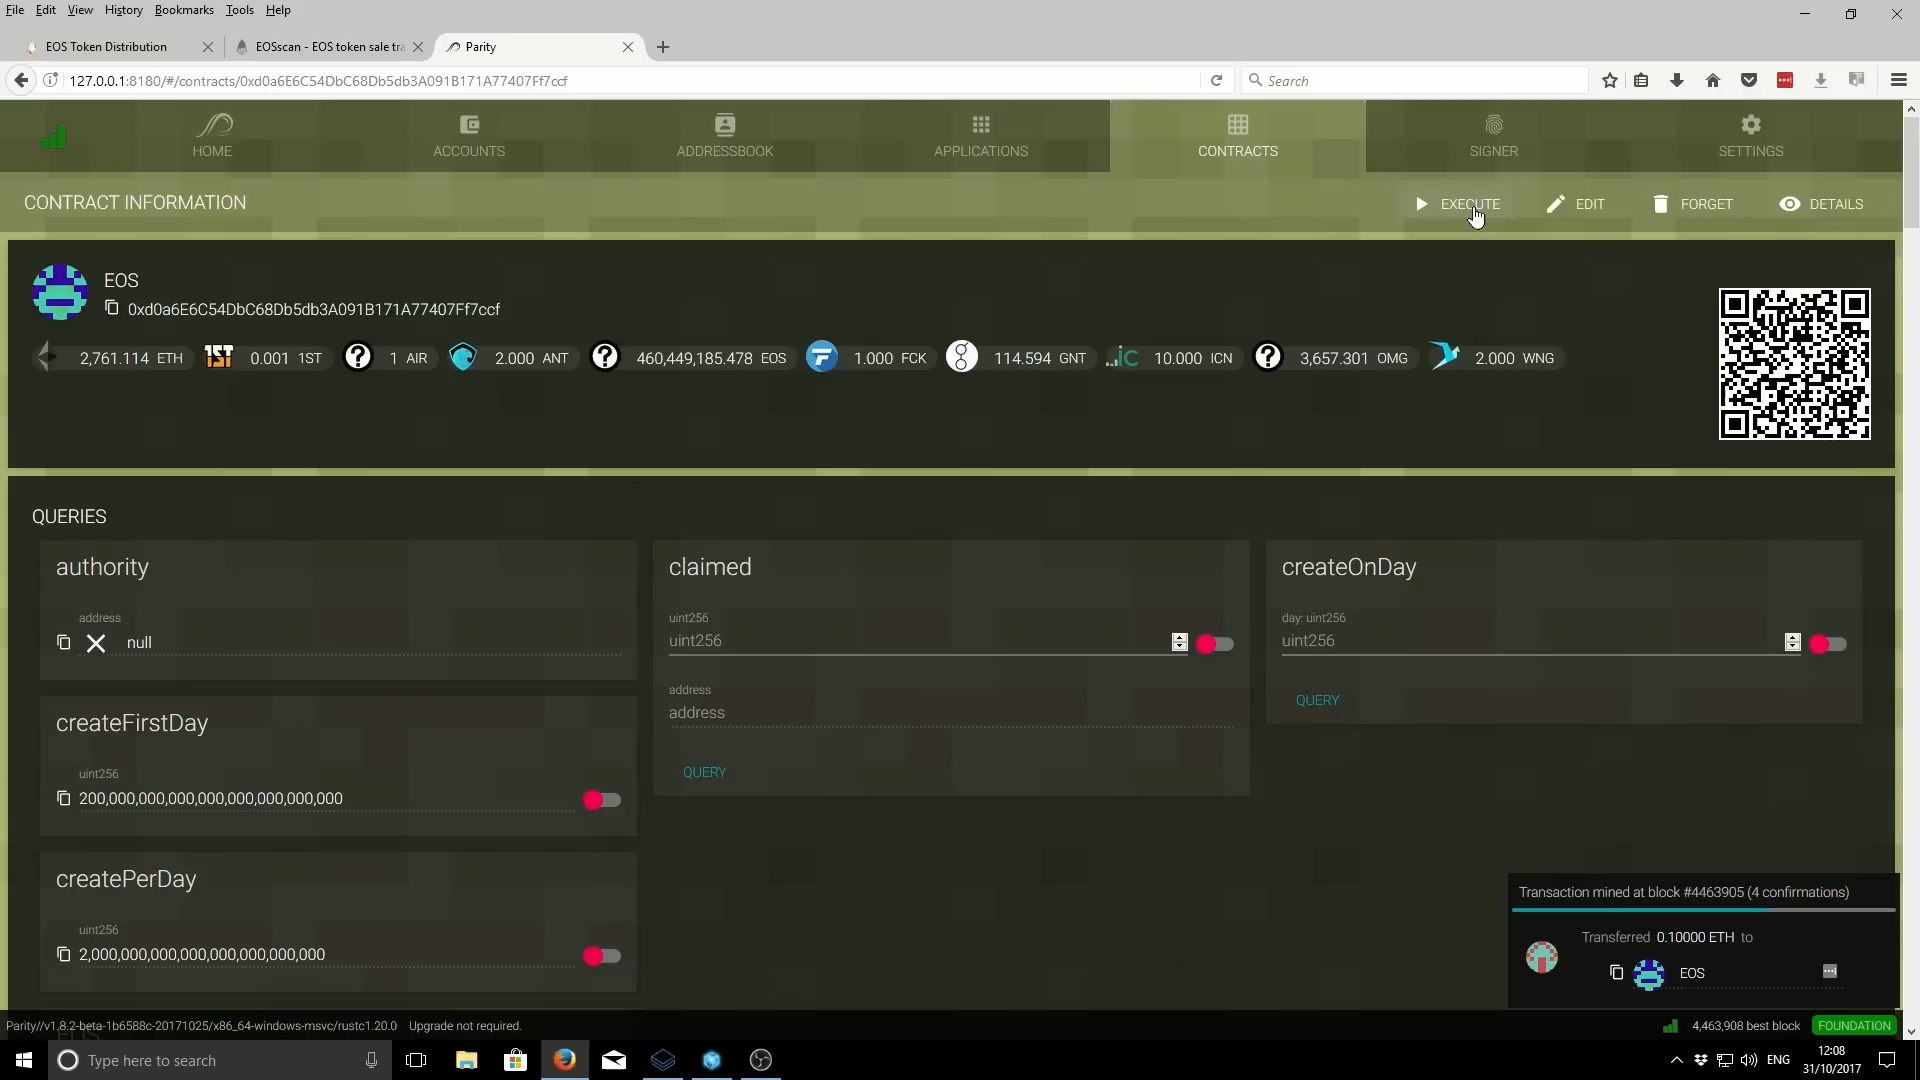 File Edit View History Bookmarks Tools Help
EOS Token Distribution
EOSscan - EOS token sale tra
Parity
127.0.0.1:8180/#/contracts/0xd0a6E6C54DbC68Db5db3A091B171A77407Ff7ccf
Search
HOME
ACCOUNTS
ADDRESSBOOK
APPLICATIONS
CONTRACTS
SIGNER
SETTINGS
CONTRACT INFORMATION
EXECUTE
EDIT
FORGET
DETAILS
EOS
0xd0a6E6C54DbC68Db5db3A091B171A77407Ff7ccf
2,761.114 ETH
1ST 0.001 1ST
? 1 AIR
2.000 ANT
? 460,449,185.478 EOS
1.000 FCK
114.594 GNT
ic 10.000 ICN
? 3,657.301 OMG
2.000 WNG
QUERIES
authority
address
null
claimed
uint256
uint256
address
address
QUERY
createOnDay
day: uint256
uint256
QUERY
createFirstDay
uint256
200,000,000,000,000,000,000,000,000
createPerDay
uint256
2,000,000,000,000,000,000,000,000
Transaction mined at block #4463905 (4 confirmations)
Transferred 0.10000 ETH to
EOS
EOS
Parity//v1.8.2-beta-1b6588c-20171025/x86_64-windows-msvc/rustc1.20.0 Upgrade not required.
4,463,908 best block FOUNDATION
Type here to search
ENG
12:08
31/10/2017